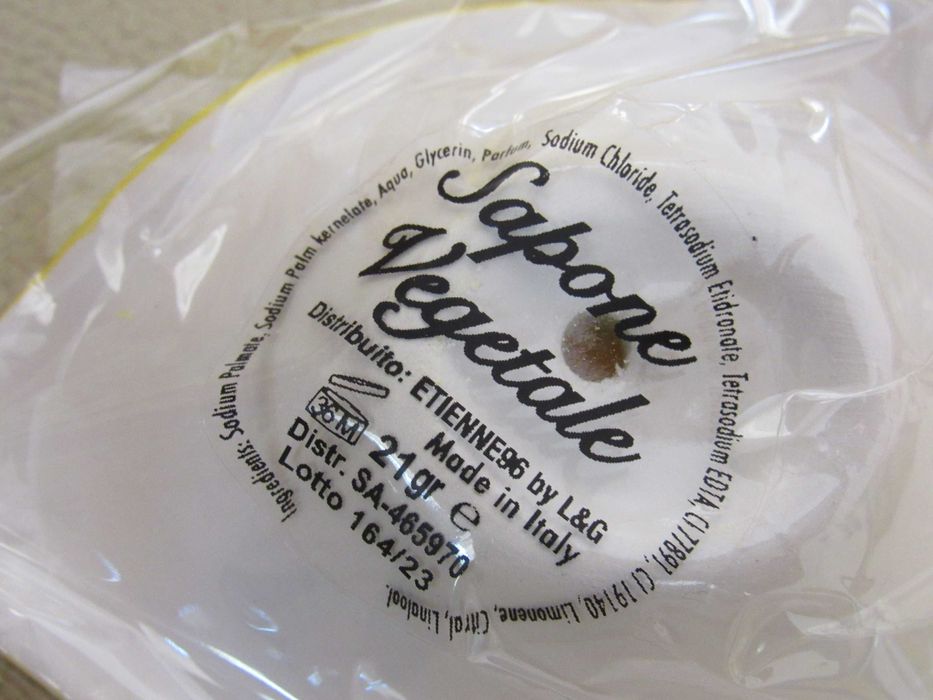 Ingredients: Sodium Palmate, Sodium Palm kernelate, Aqua, Glycerin, Parfum, Sodium Chloride, Tetrasodium Etidronate, Tetrasodium EDTA, CI 77891, CI 19140, Limonene, Citral, Linalool.
Sapone
Vegetale
Distribuito: ETIENNE96 by L&G
Made in Italy
36M 21gr ℮
Distr. SA-465970
Lotto 164/23